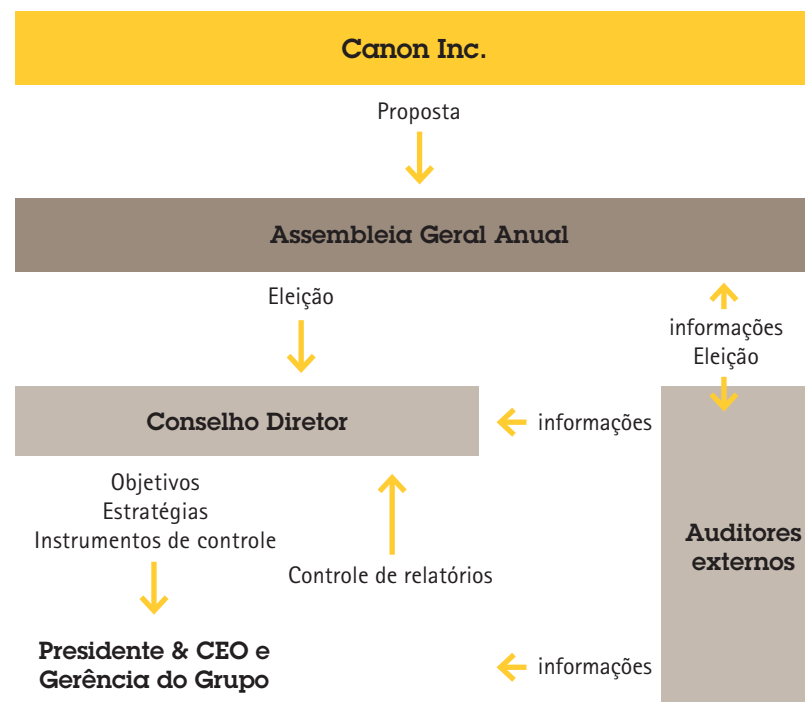 Canon Inc.
Proposta
Assembleia Geral Anual
Eleição
informações
Eleição
Conselho Diretor
informações
Objetivos
Estratégias
Instrumentos de controle
Controle de relatórios
Auditores
externos
Presidente & CEO e
Gerência do Grupo
informações